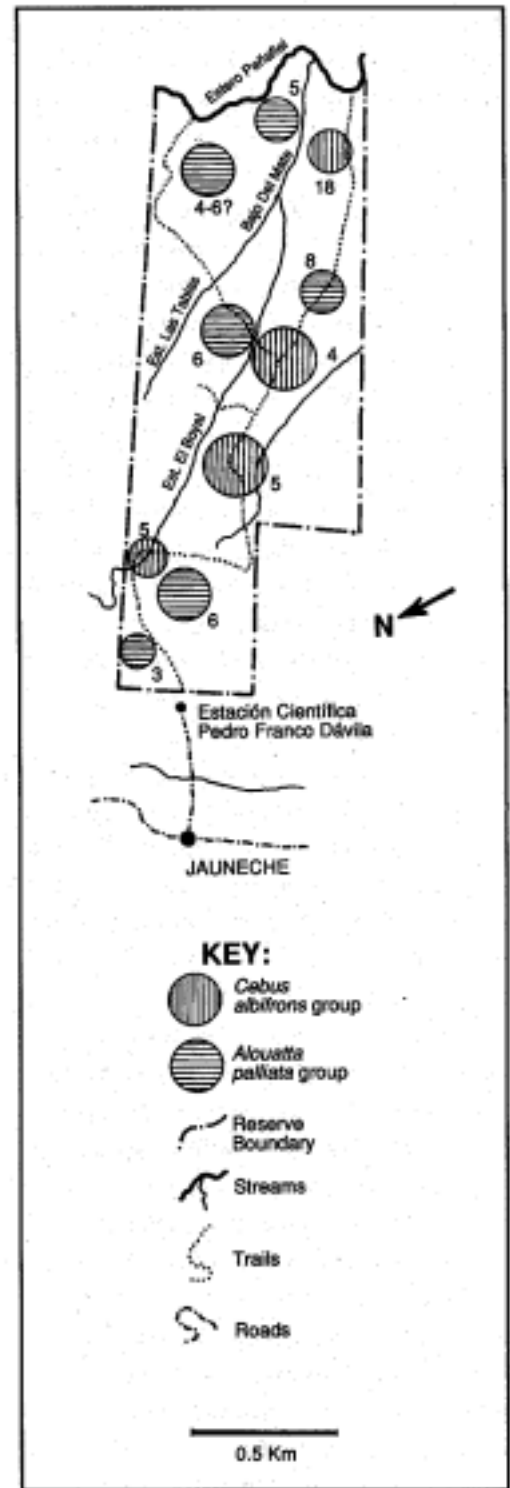 Estero Peñafiel
5
18
4-6?
Bajo Del Mate
8
Est. Las Tablas
6
4
Est. El Boyal
5
5
6
N
3
Estación Científica
Pedro Franco Dávila
JAUNECHE
KEY:
Cebus
albifrons group
Alouatta
palliata group
Reserve
Boundary
Streams
Trails
Roads
0.5 Km